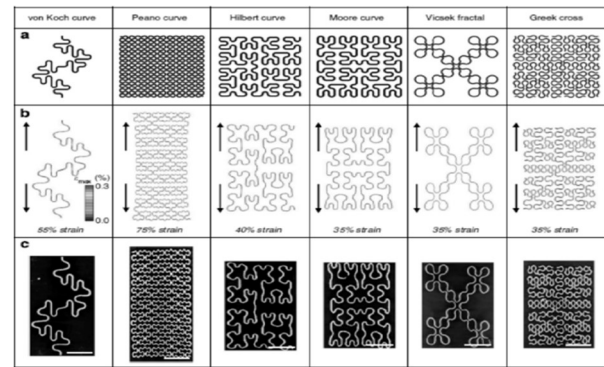 von Koch curve Peano curve Hilbert curve Moore curve Vicsek fractal Greek cross
a
b
(%)
0.3
max
0.0
55% strain 75% strain 40% strain 35% strain 35% strain 35% strain
c